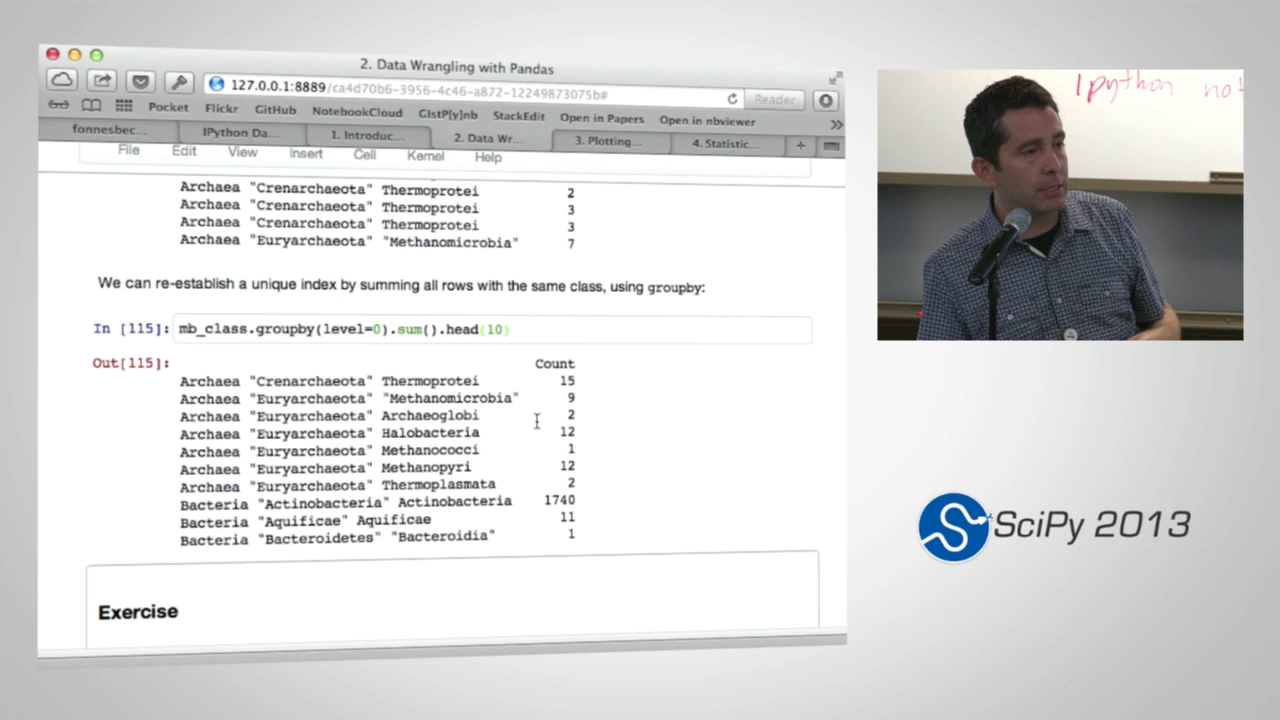 2. Data Wrangling with Pandas
127.0.0.1:8889/ca4d70b6-3956-4c46-a872-12249873075b#
Reader
Pocket Flickr GitHub NotebookCloud GIstP[y]nb StackEdit Open in Papers Open in nbviewer
fonnesbec... IPython Da... 1. Introduc... 2. Data Wr... 3. Plotting... 4. Statistic...
File Edit View Insert Cell Kernel Help
Archaea "Crenarchaeota" Thermoprotei 2
Archaea "Crenarchaeota" Thermoprotei 3
Archaea "Crenarchaeota" Thermoprotei 3
Archaea "Euryarchaeota" "Methanomicrobia" 7
We can re-establish a unique index by summing all rows with the same class, using groupby:
In [115]: mb_class.groupby(level=0).sum().head(10)
Out[115]:
Count
Archaea "Crenarchaeota" Thermoprotei 15
Archaea "Euryarchaeota" "Methanomicrobia" 9
Archaea "Euryarchaeota" Archaeoglobi 2
Archaea "Euryarchaeota" Halobacteria 12
Archaea "Euryarchaeota" Methanococci 1
Archaea "Euryarchaeota" Methanopyri 12
Archaea "Euryarchaeota" Thermoplasmata 2
Bacteria "Actinobacteria" Actinobacteria 1740
Bacteria "Aquificae" Aquificae 11
Bacteria "Bacteroidetes" "Bacteroidia" 1
Exercise
Ipython not
SciPy 2013